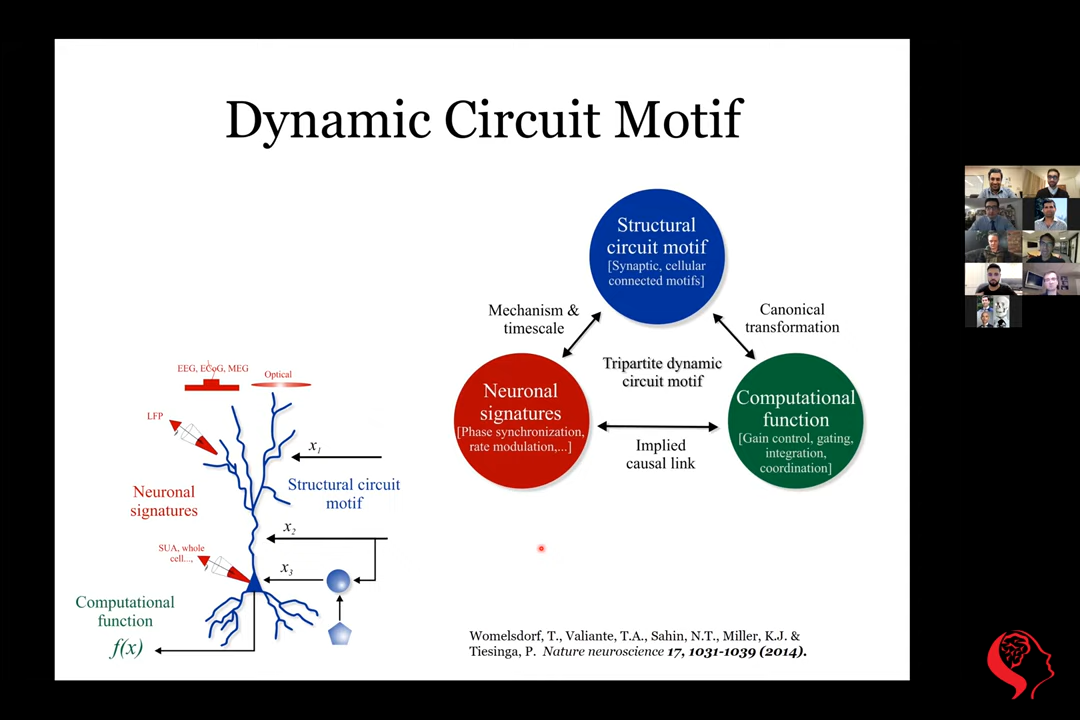 Dynamic Circuit Motif
Structural
circuit motif
[Synaptic, cellular
connected motifs]
Mechanism &
timescale
Canonical
transformation
Tripartite dynamic
circuit motif
Neuronal
signatures
[Phase synchronization,
rate modulation,...]
Computational
function
[Gain control, gating,
integration,
coordination]
Implied
causal link
EEG, ECoG, MEG
Optical
LFP
x1
Neuronal
signatures
Structural circuit
motif
x2
SUA, whole
cell...,
x3
Computational
function
f(x)
Womelsdorf, T., Valiante, T.A., Sahin, N.T., Miller, K.J. &
Tiesinga, P. Nature neuroscience 17, 1031-1039 (2014).